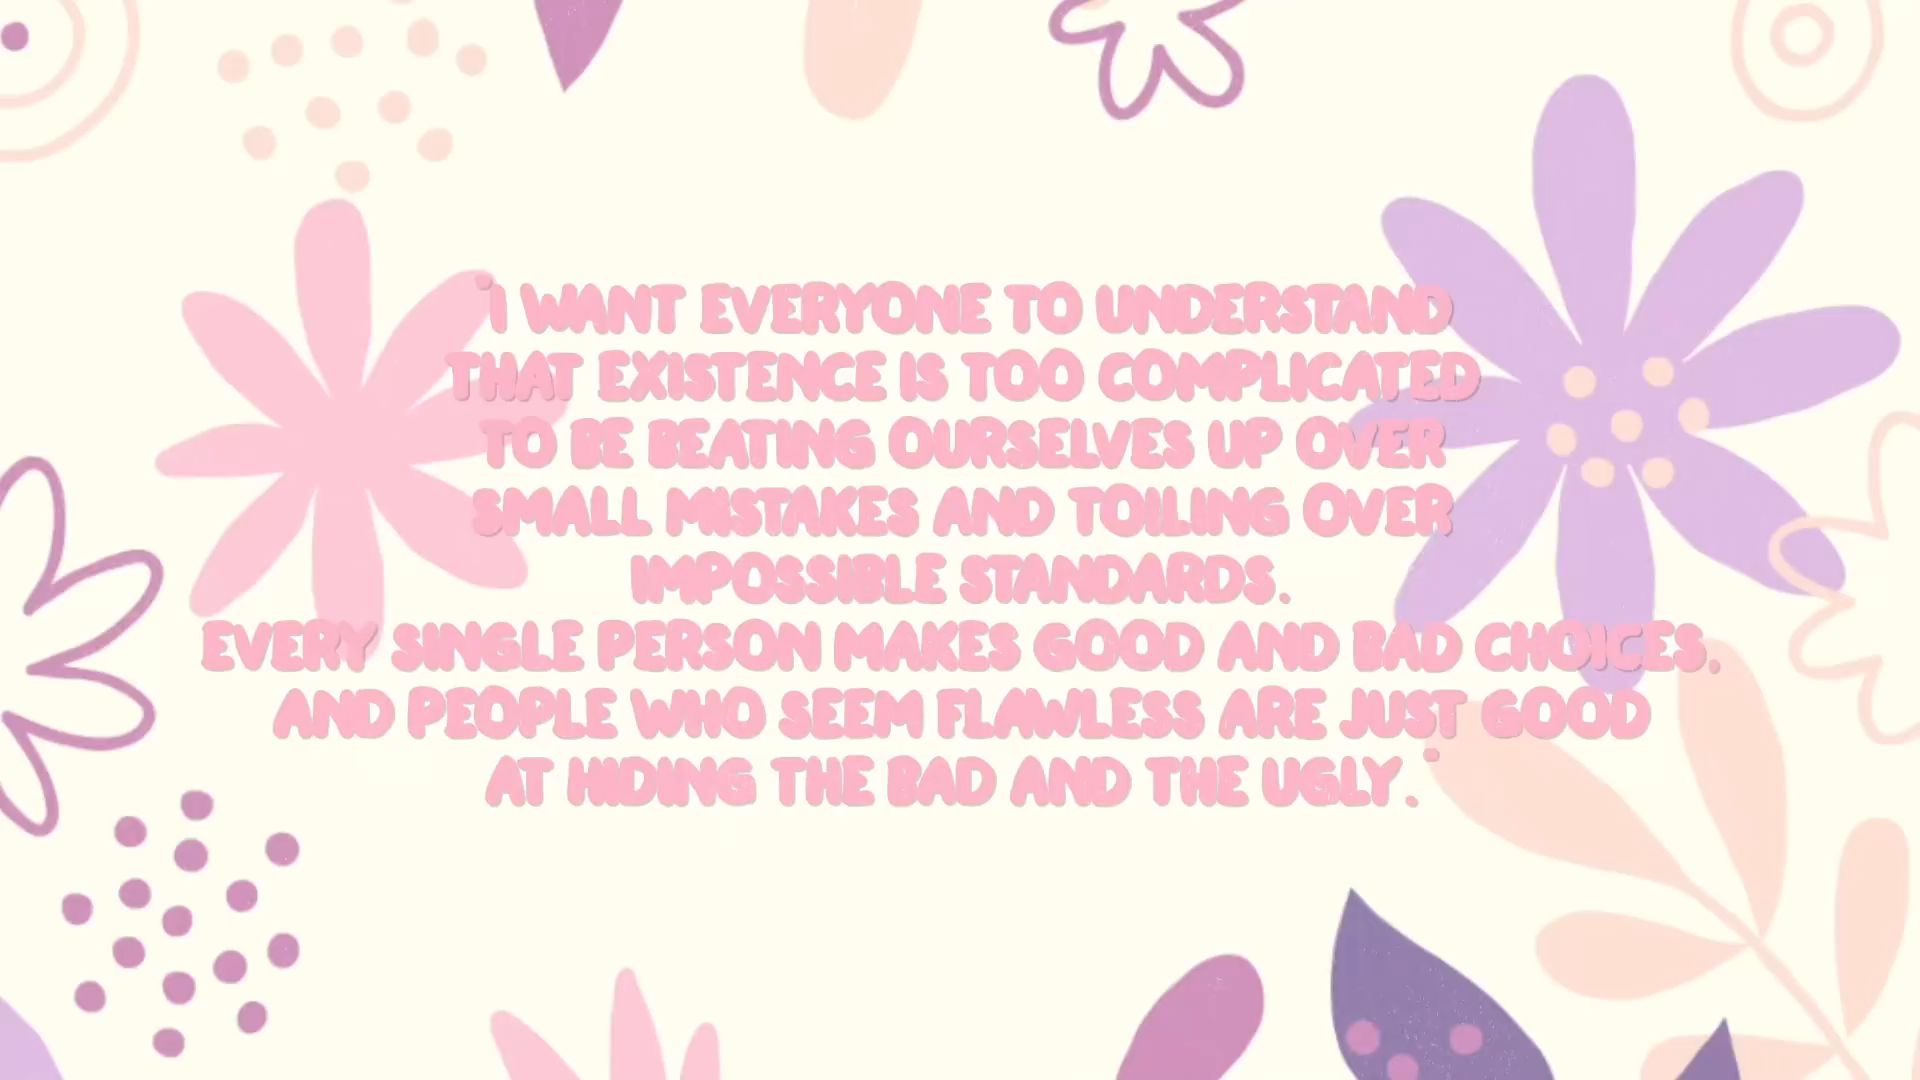 "I WANT EVERYONE TO UNDERSTAND
THAT EXISTENCE IS TOO COMPLICATED
TO BE BEATING OURSELVES UP OVER
SMALL MISTAKES AND TOILING OVER
IMPOSSIBLE STANDARDS.
EVERY SINGLE PERSON MAKES GOOD AND BAD CHOICES.
AND PEOPLE WHO SEEM FLAWLESS ARE JUST GOOD
AT HIDING THE BAD AND THE UGLY."